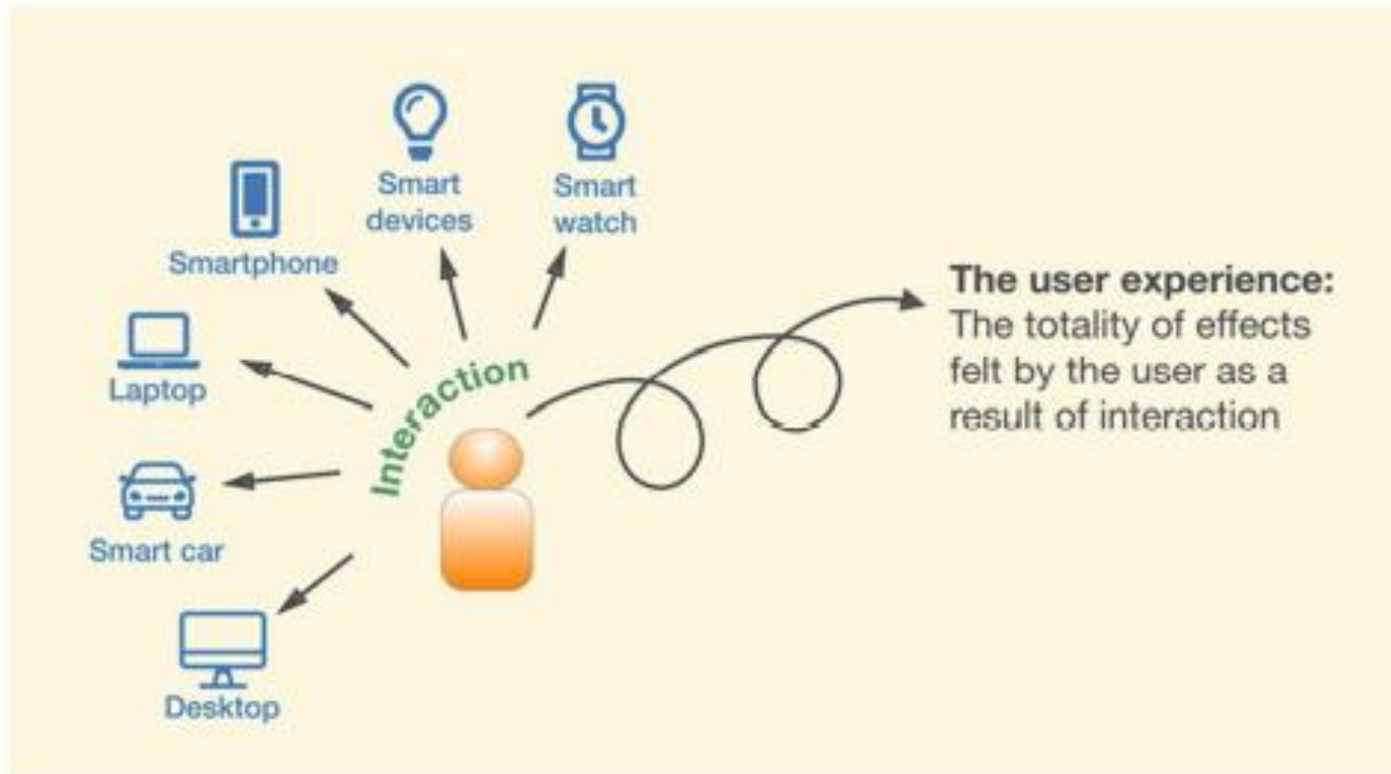 Smart
devices
Smart
watch
Smartphone
Laptop
Smart car
Desktop
Interaction
The user experience:
The totality of effects
felt by the user as a
result of interaction